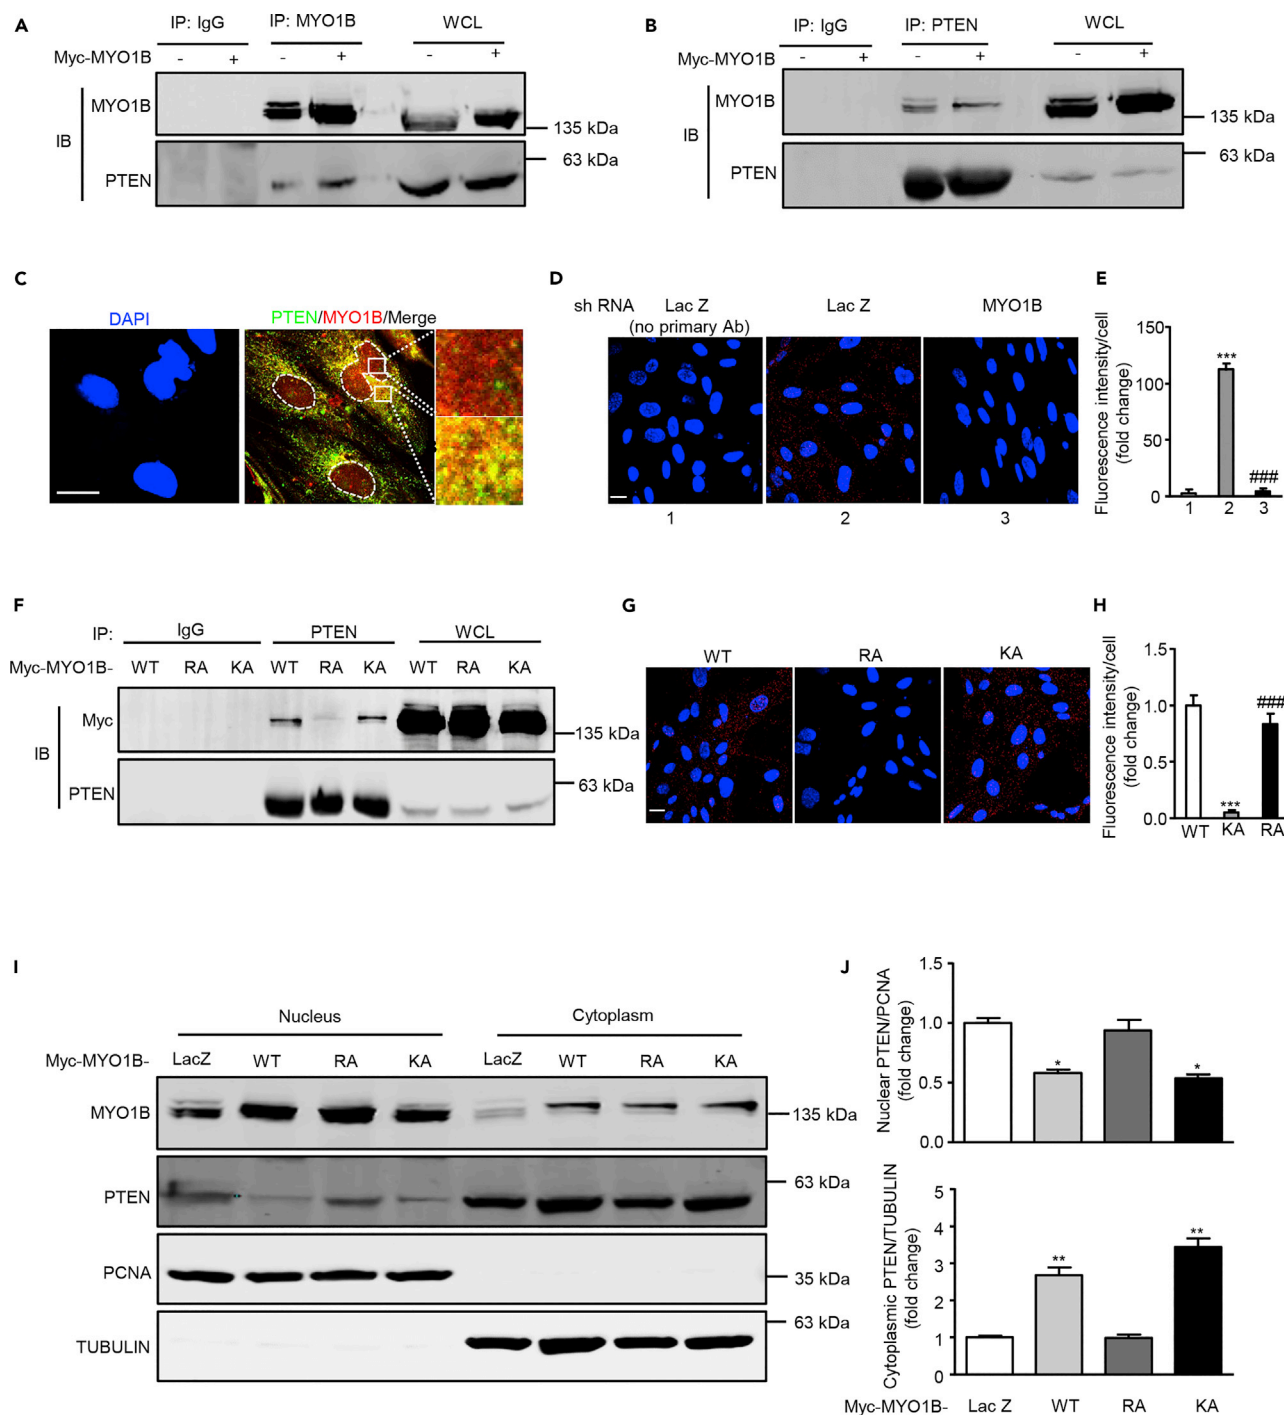 A
IP: IgG IP: MYO1B WCL
Myc-MYO1B - + - + - +
MYO1B
135 kDa
IB
63 kDa
PTEN
B
IP: IgG IP: PTEN WCL
Myc-MYO1B - + - + - +
MYO1B
135 kDa
IB
63 kDa
PTEN
C
DAPI PTEN/MYO1B/Merge
D
sh RNA Lac Z Lac Z MYO1B
(no primary Ab)
1 2 3
E
Fluorescence intensity/cell
(fold change)
150
100
50
0
***
###
1 2 3
F
IP: IgG PTEN WCL
Myc-MYO1B- WT RA KA WT RA KA WT RA KA
Myc
135 kDa
IB
63 kDa
PTEN
G
WT RA KA
H
Fluorescence intensity/cell
(fold change)
1.5
1.0
0.5
0.0
***
###
WT KA RA
I
Nucleus Cytoplasm
Myc-MYO1B- LacZ WT RA KA LacZ WT RA KA
MYO1B
135 kDa
63 kDa
PTEN
PCNA
35 kDa
63 kDa
TUBULIN
J
Nuclear PTEN/PCNA
(fold change)
1.5
1.0
0.5
0.0
* *
Cytoplasmic PTEN/TUBULIN
(fold change)
5
4
3
2
1
0
** **
Myc-MYO1B- Lac Z WT RA KA